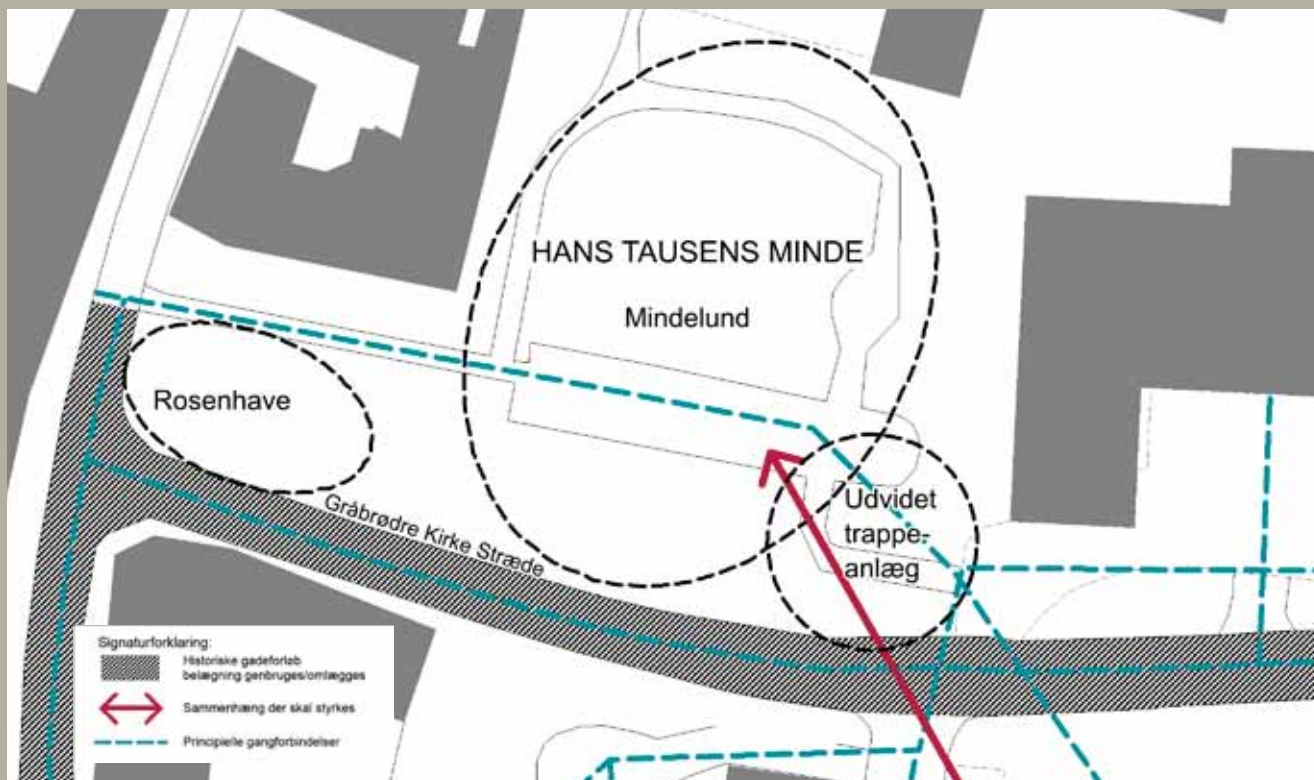 HANS TAUSENS MINDE
Mindelund
Rosenhave
Gråbrødre Kirke Stræde
Udvidet
trappe-
anlæg
Signaturforklaring:
Historiske gadeforløb
belægning genbruges/omlægges
Sammenhæng der skal styrkes
Principielle gangforbindelser